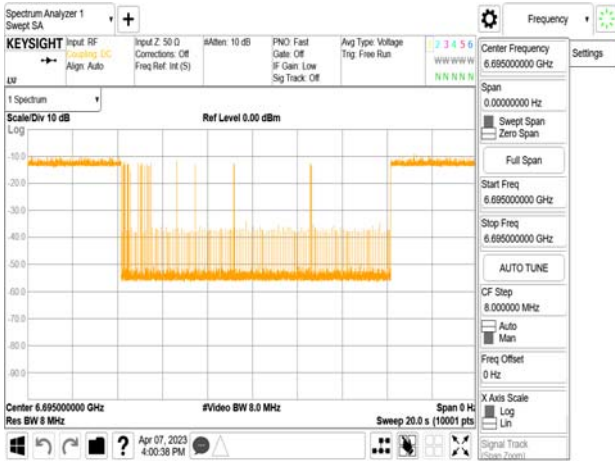 Spectrum Analyzer 1
Swept SA
+
Frequency
KEYSIGHT
Input: RF
Coupling: DC
Align: Auto
Input Z: 50 Ω
Corrections: Off
Freq Ref: Int (S)
#Atten: 10 dB
PNO: Fast
Gate: Off
IF Gain: Low
Sig Track: Off
Avg Type: Voltage
Trig: Free Run
1 2 3 4 5 6
W W W W W
N N N N N
LXI
1 Spectrum
Scale/Div 10 dB
Ref Level 0.00 dBm
Log
-10.0
-20.0
-30.0
-40.0
-50.0
-60.0
-70.0
-80.0
-90.0
Center 6.695000000 GHz
Res BW 8 MHz
#Video BW 8.0 MHz
Span 0 Hz
Sweep 20.0 s (10001 pts
?
Apr 07, 2023
4:00:38 PM
Center Frequency
6.695000000 GHz
Settings
Span
0.00000000 Hz
Swept Span
Zero Span
Full Span
Start Freq
6.695000000 GHz
Stop Freq
6.695000000 GHz
AUTO TUNE
CF Step
8.000000 MHz
Auto
Man
Freq Offset
0 Hz
X Axis Scale
Log
Lin
Signal Track
(Span Zoom)